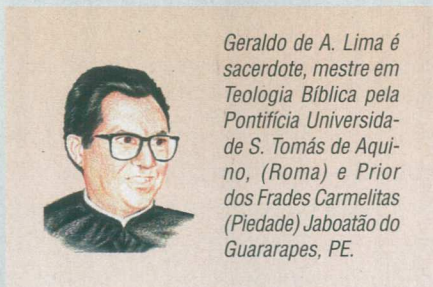 Geraldo de A. Lima é
sacerdote, mestre em
Teologia Bíblica pela
Pontifícia Universida-
de S. Tomás de Aqui-
no, (Roma) e Prior
dos Frades Carmelitas
(Piedade) Jaboatão do
Guararapes, PE.